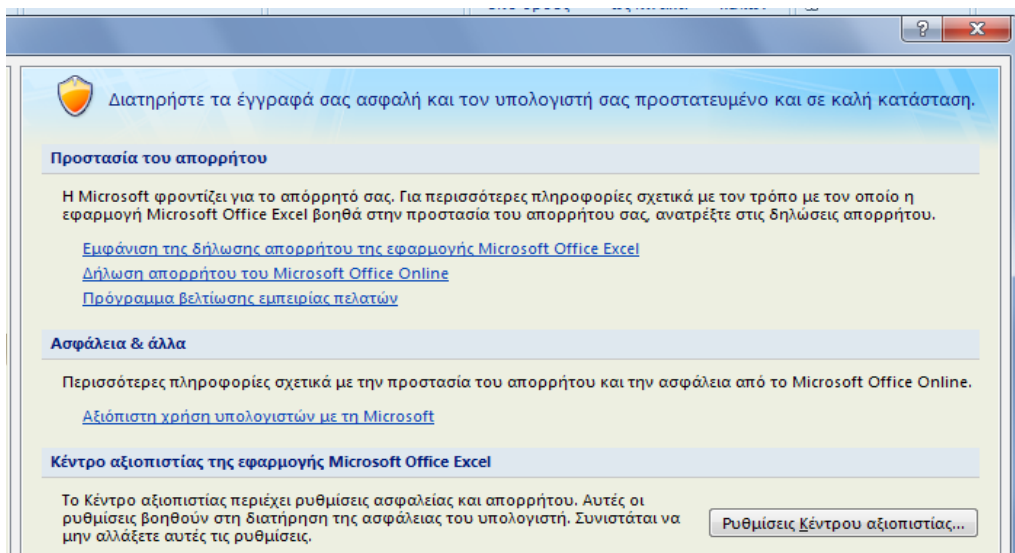 Διατηρήστε τα έγγραφά σας ασφαλή και τον υπολογιστή σας προστατευμένο και σε καλή κατάσταση.
Προστασία του απορρήτου
Η Microsoft φροντίζει για το απόρρητό σας. Για περισσότερες πληροφορίες σχετικά με τον τρόπο με τον οποίο η
εφαρμογή Microsoft Office Excel βοηθά στην προστασία του απορρήτου σας, ανατρέξτε στις δηλώσεις απορρήτου.
Εμφάνιση της δήλωσης απορρήτου της εφαρμογής Microsoft Office Excel
Δήλωση απορρήτου του Microsoft Office Online
Πρόγραμμα βελτίωσης εμπειρίας πελατών
Ασφάλεια & άλλα
Περισσότερες πληροφορίες σχετικά με την προστασία του απορρήτου και την ασφάλεια από το Microsoft Office Online.
Αξιόπιστη χρήση υπολογιστών με τη Microsoft
Κέντρο αξιοπιστίας της εφαρμογής Microsoft Office Excel
Το Κέντρο αξιοπιστίας περιέχει ρυθμίσεις ασφαλείας και απορρήτου. Αυτές οι
ρυθμίσεις βοηθούν στη διατήρηση της ασφάλειας του υπολογιστή. Συνιστάται να
μην αλλάξετε αυτές τις ρυθμίσεις.
Ρυθμίσεις Κέντρου αξιοπιστίας...